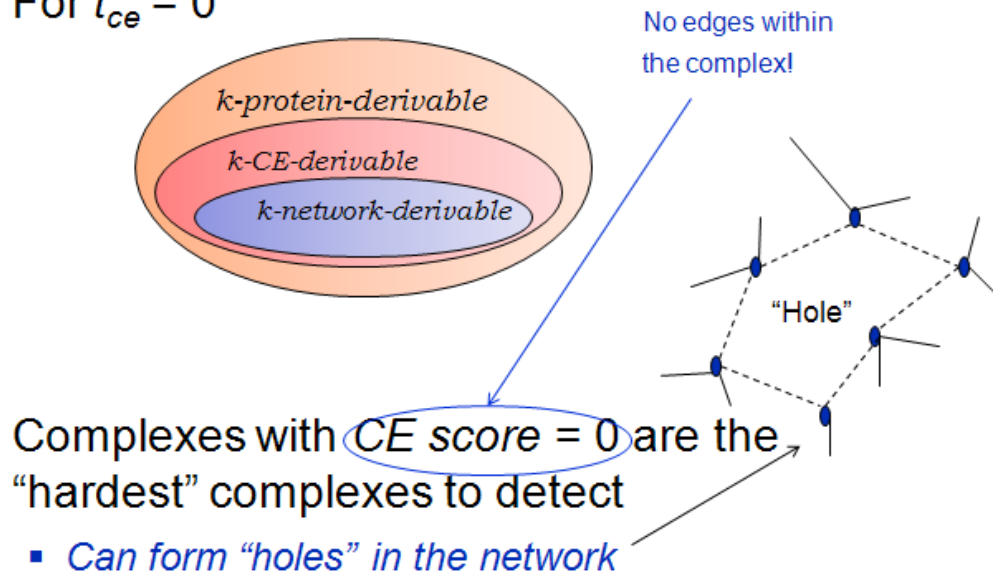 For t_ce = 0
No edges within
the complex!
k-protein-derivable
k-CE-derivable
k-network-derivable
“Hole”
Complexes with CE score = 0 are the
“hardest” complexes to detect
▪ Can form “holes” in the network